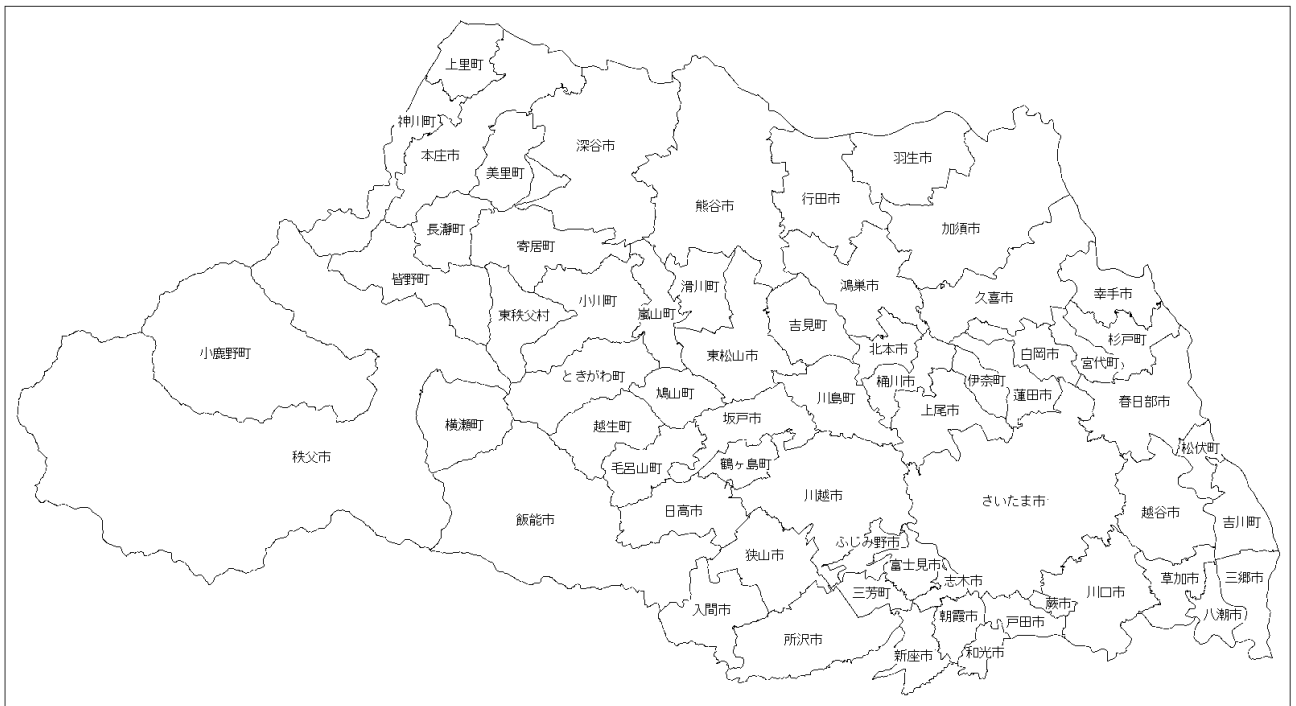 上里町
神川町
本庄市
美里町
深谷市
熊谷市
行田市
羽生市
加須市
長瀞町
寄居町
皆野町
東秩父村
小川町
嵐山町
滑川町
東松山市
吉見町
鴻巣市
久喜市
幸手市
杉戸町
宮代町
白岡市
北本市
桶川市
伊奈町
蓮田市
上尾市
春日部市
小鹿野町
ときがわ町
鳩山町
川島町
横瀬町
越生町
坂戸市
毛呂山町
鶴ヶ島町
秩父市
飯能市
日高市
川越市
さいたま市
松伏町
越谷市
吉川町
狭山市
ふじみ野市
富士見市
志木市
三芳町
入間市
所沢市
新座市
朝霞市
和光市
戸田市
蕨市
川口市
草加市
三郷市
八潮市